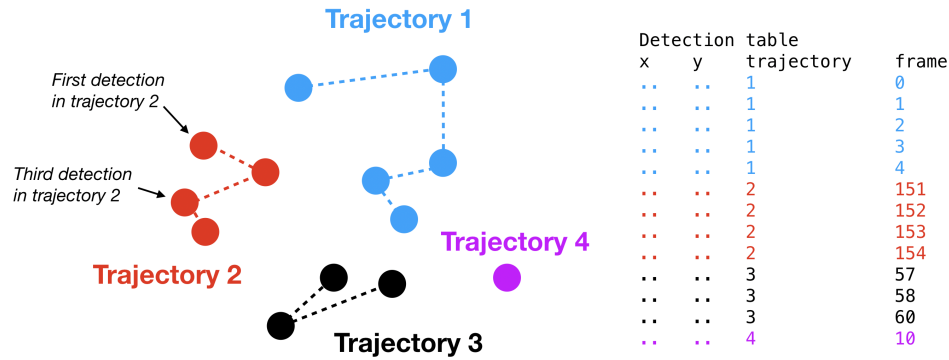 Trajectory 1
First detection
in trajectory 2
Third detection
in trajectory 2
Trajectory 2
Trajectory 4
Trajectory 3
Detection table
x y trajectory frame
.. .. 1 0
.. .. 1 1
.. .. 1 2
.. .. 1 3
.. .. 1 4
.. .. 2 151
.. .. 2 152
.. .. 2 153
.. .. 2 154
.. .. 3 57
.. .. 3 58
.. .. 3 60
.. .. 4 10